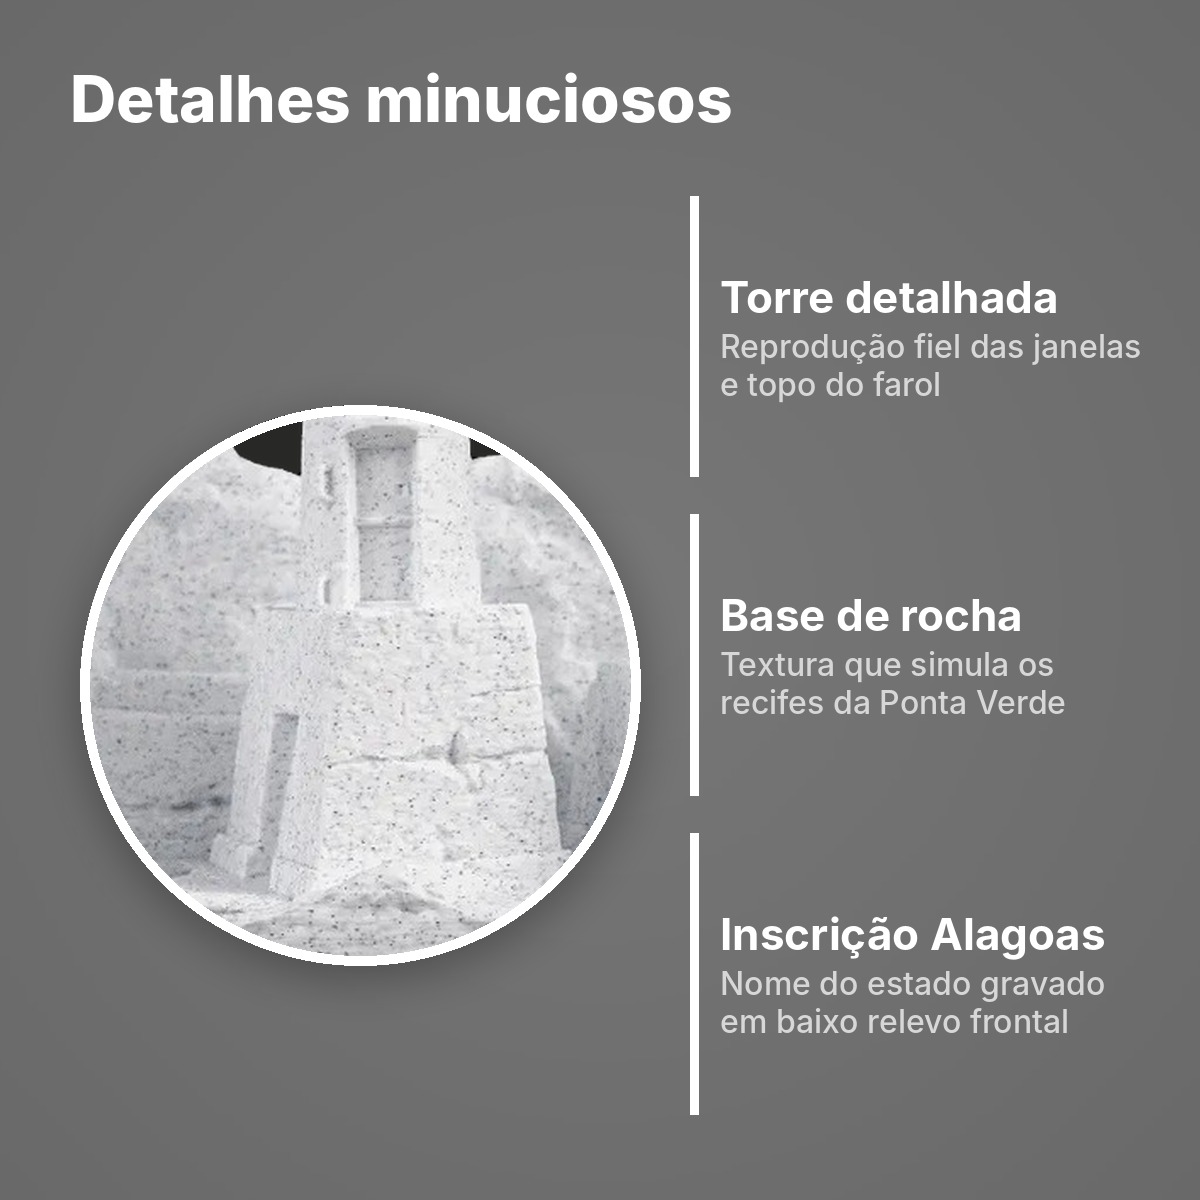 Detalhes minuciosos
Torre detalhada
Reprodução fiel das janelas
e topo do farol
Base de rocha
Textura que simula os
recifes da Ponta Verde
Inscrição Alagoas
Nome do estado gravado
em baixo relevo frontal